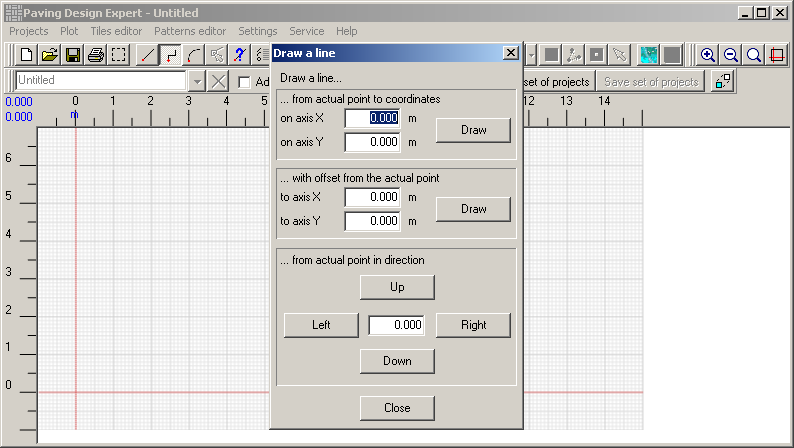 Paving Design Expert - Untitled
Projects Plot Tiles editor Patterns editor Settings Service Help
Untitled
set of projects Save set of projects
0.000 0 1 2 3 4 5 12 13 14
0.000 m
Draw a line
Draw a line...
... from actual point to coordinates
on axis X 0.000 m
Draw
on axis Y 0.000 m
... with offset from the actual point
to axis X 0.000 m
Draw
to axis Y 0.000 m
... from actual point in direction
Up
Left 0.000 Right
Down
Close
6
5
4
3
2
1
0